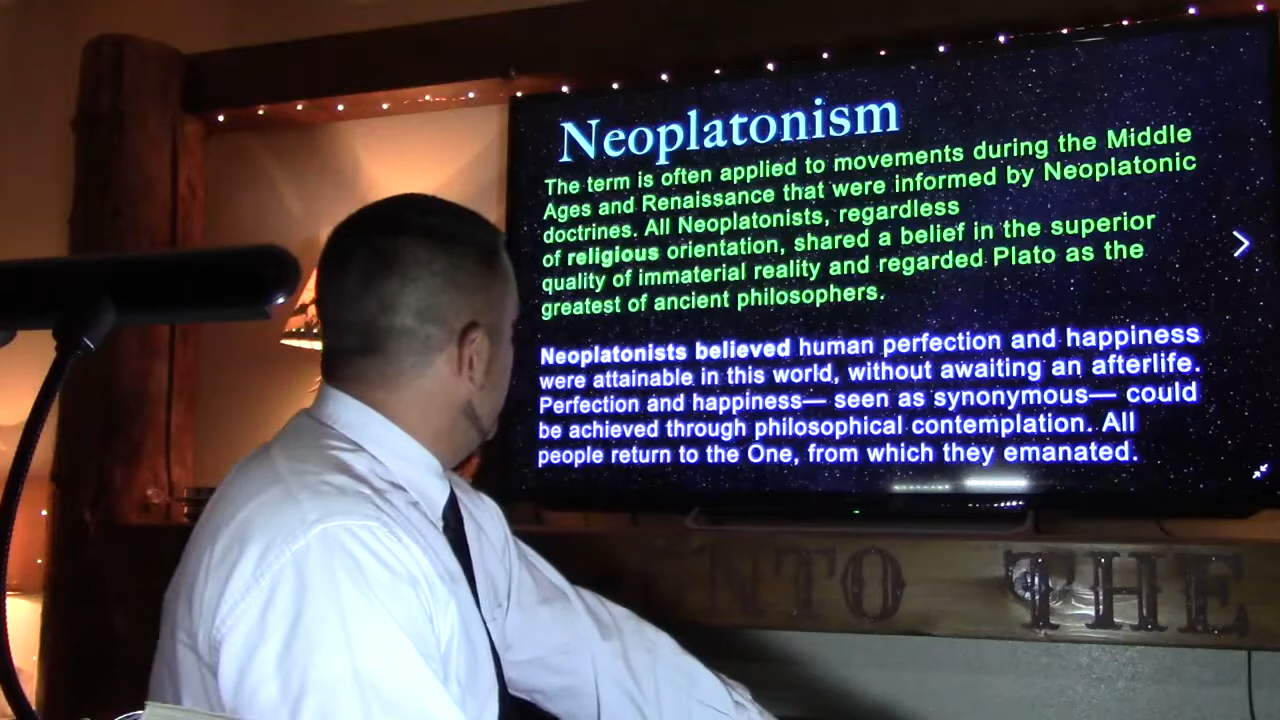 Neoplatonism
The term is often applied to movements during the Middle
Ages and Renaissance that were informed by Neoplatonic
doctrines. All Neoplatonists, regardless
of religious orientation, shared a belief in the superior
quality of immaterial reality and regarded Plato as the
greatest of ancient philosophers.
Neoplatonists believed human perfection and happiness
were attainable in this world, without awaiting an afterlife.
Perfection and happiness— seen as synonymous— could
be achieved through philosophical contemplation. All
people return to the One, from which they emanated.
NTO THE